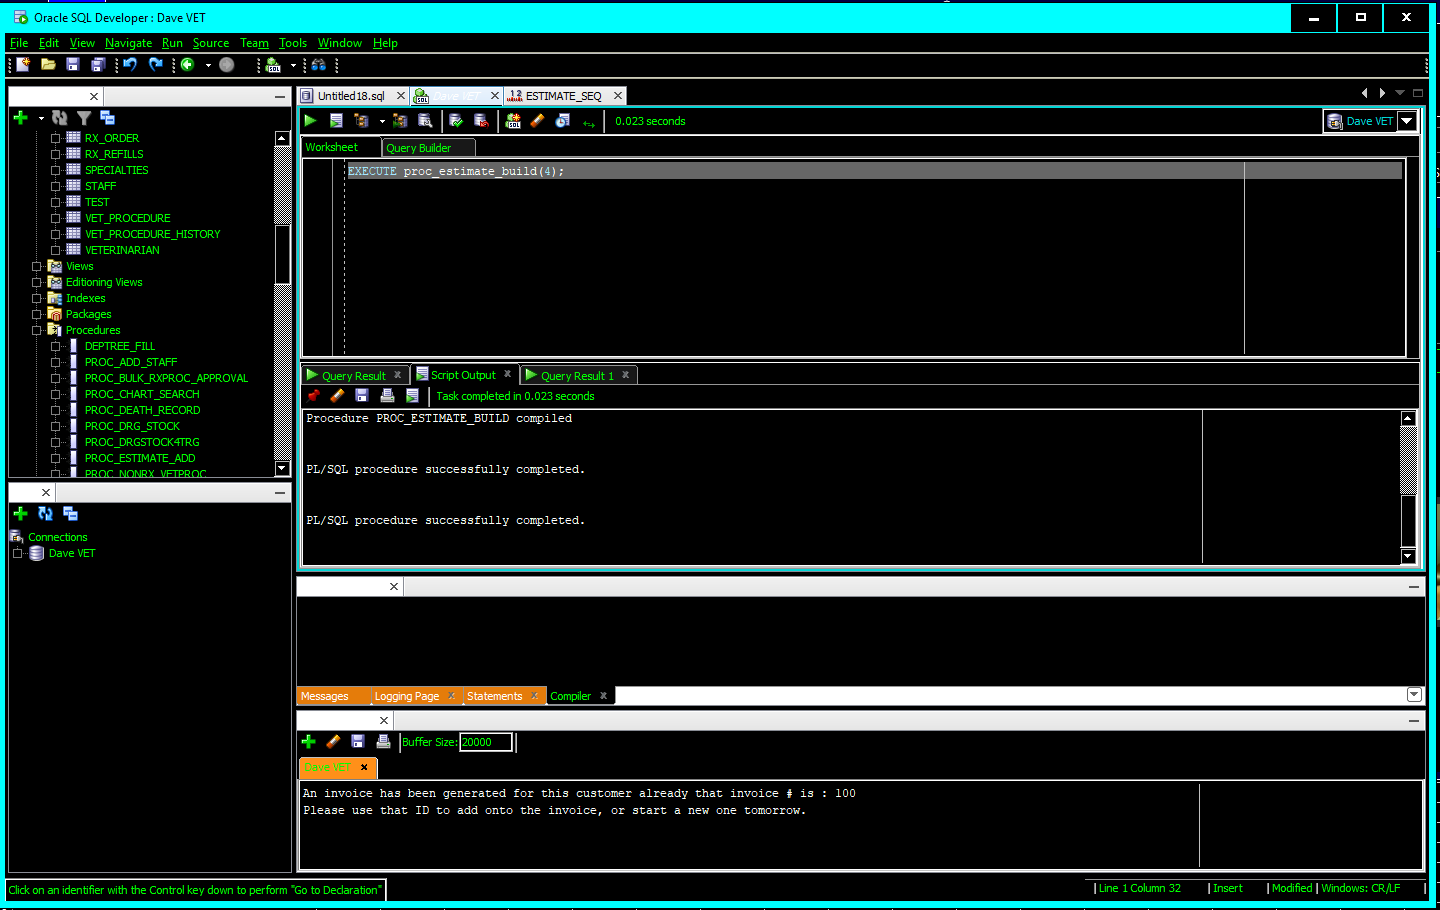 Oracle SQL Developer : Dave VET
File Edit View Navigate Run Source Team Tools Window Help
Untitled18.sql
Dave VET
ESTIMATE_SEQ
0.023 seconds
Dave VET
Worksheet
Query Builder
EXECUTE proc_estimate_build(4);
RX_ORDER
RX_REFILLS
SPECIALTIES
STAFF
TEST
VET_PROCEDURE
VET_PROCEDURE_HISTORY
VETERINARIAN
Views
Editioning Views
Indexes
Packages
Procedures
DEPTREE_FILL
PROC_ADD_STAFF
PROC_BULK_RXPROC_APPROVAL
PROC_CHART_SEARCH
PROC_DEATH_RECORD
PROC_DRG_STOCK
PROC_DRGSTOCK4TRG
PROC_ESTIMATE_ADD
PROC_NONRX_VETPROC
Connections
Dave VET
Query Result
Script Output
Query Result 1
Task completed in 0.023 seconds
Procedure PROC_ESTIMATE_BUILD compiled
PL/SQL procedure successfully completed.
PL/SQL procedure successfully completed.
Messages
Logging Page
Statements
Compiler
Buffer Size: 20000
Dave VET
An invoice has been generated for this customer already that invoice # is : 100
Please use that ID to add onto the invoice, or start a new one tomorrow.
Click on an identifier with the Control key down to perform "Go to Declaration"
Line 1 Column 32
Insert
Modified
Windows: CR/LF